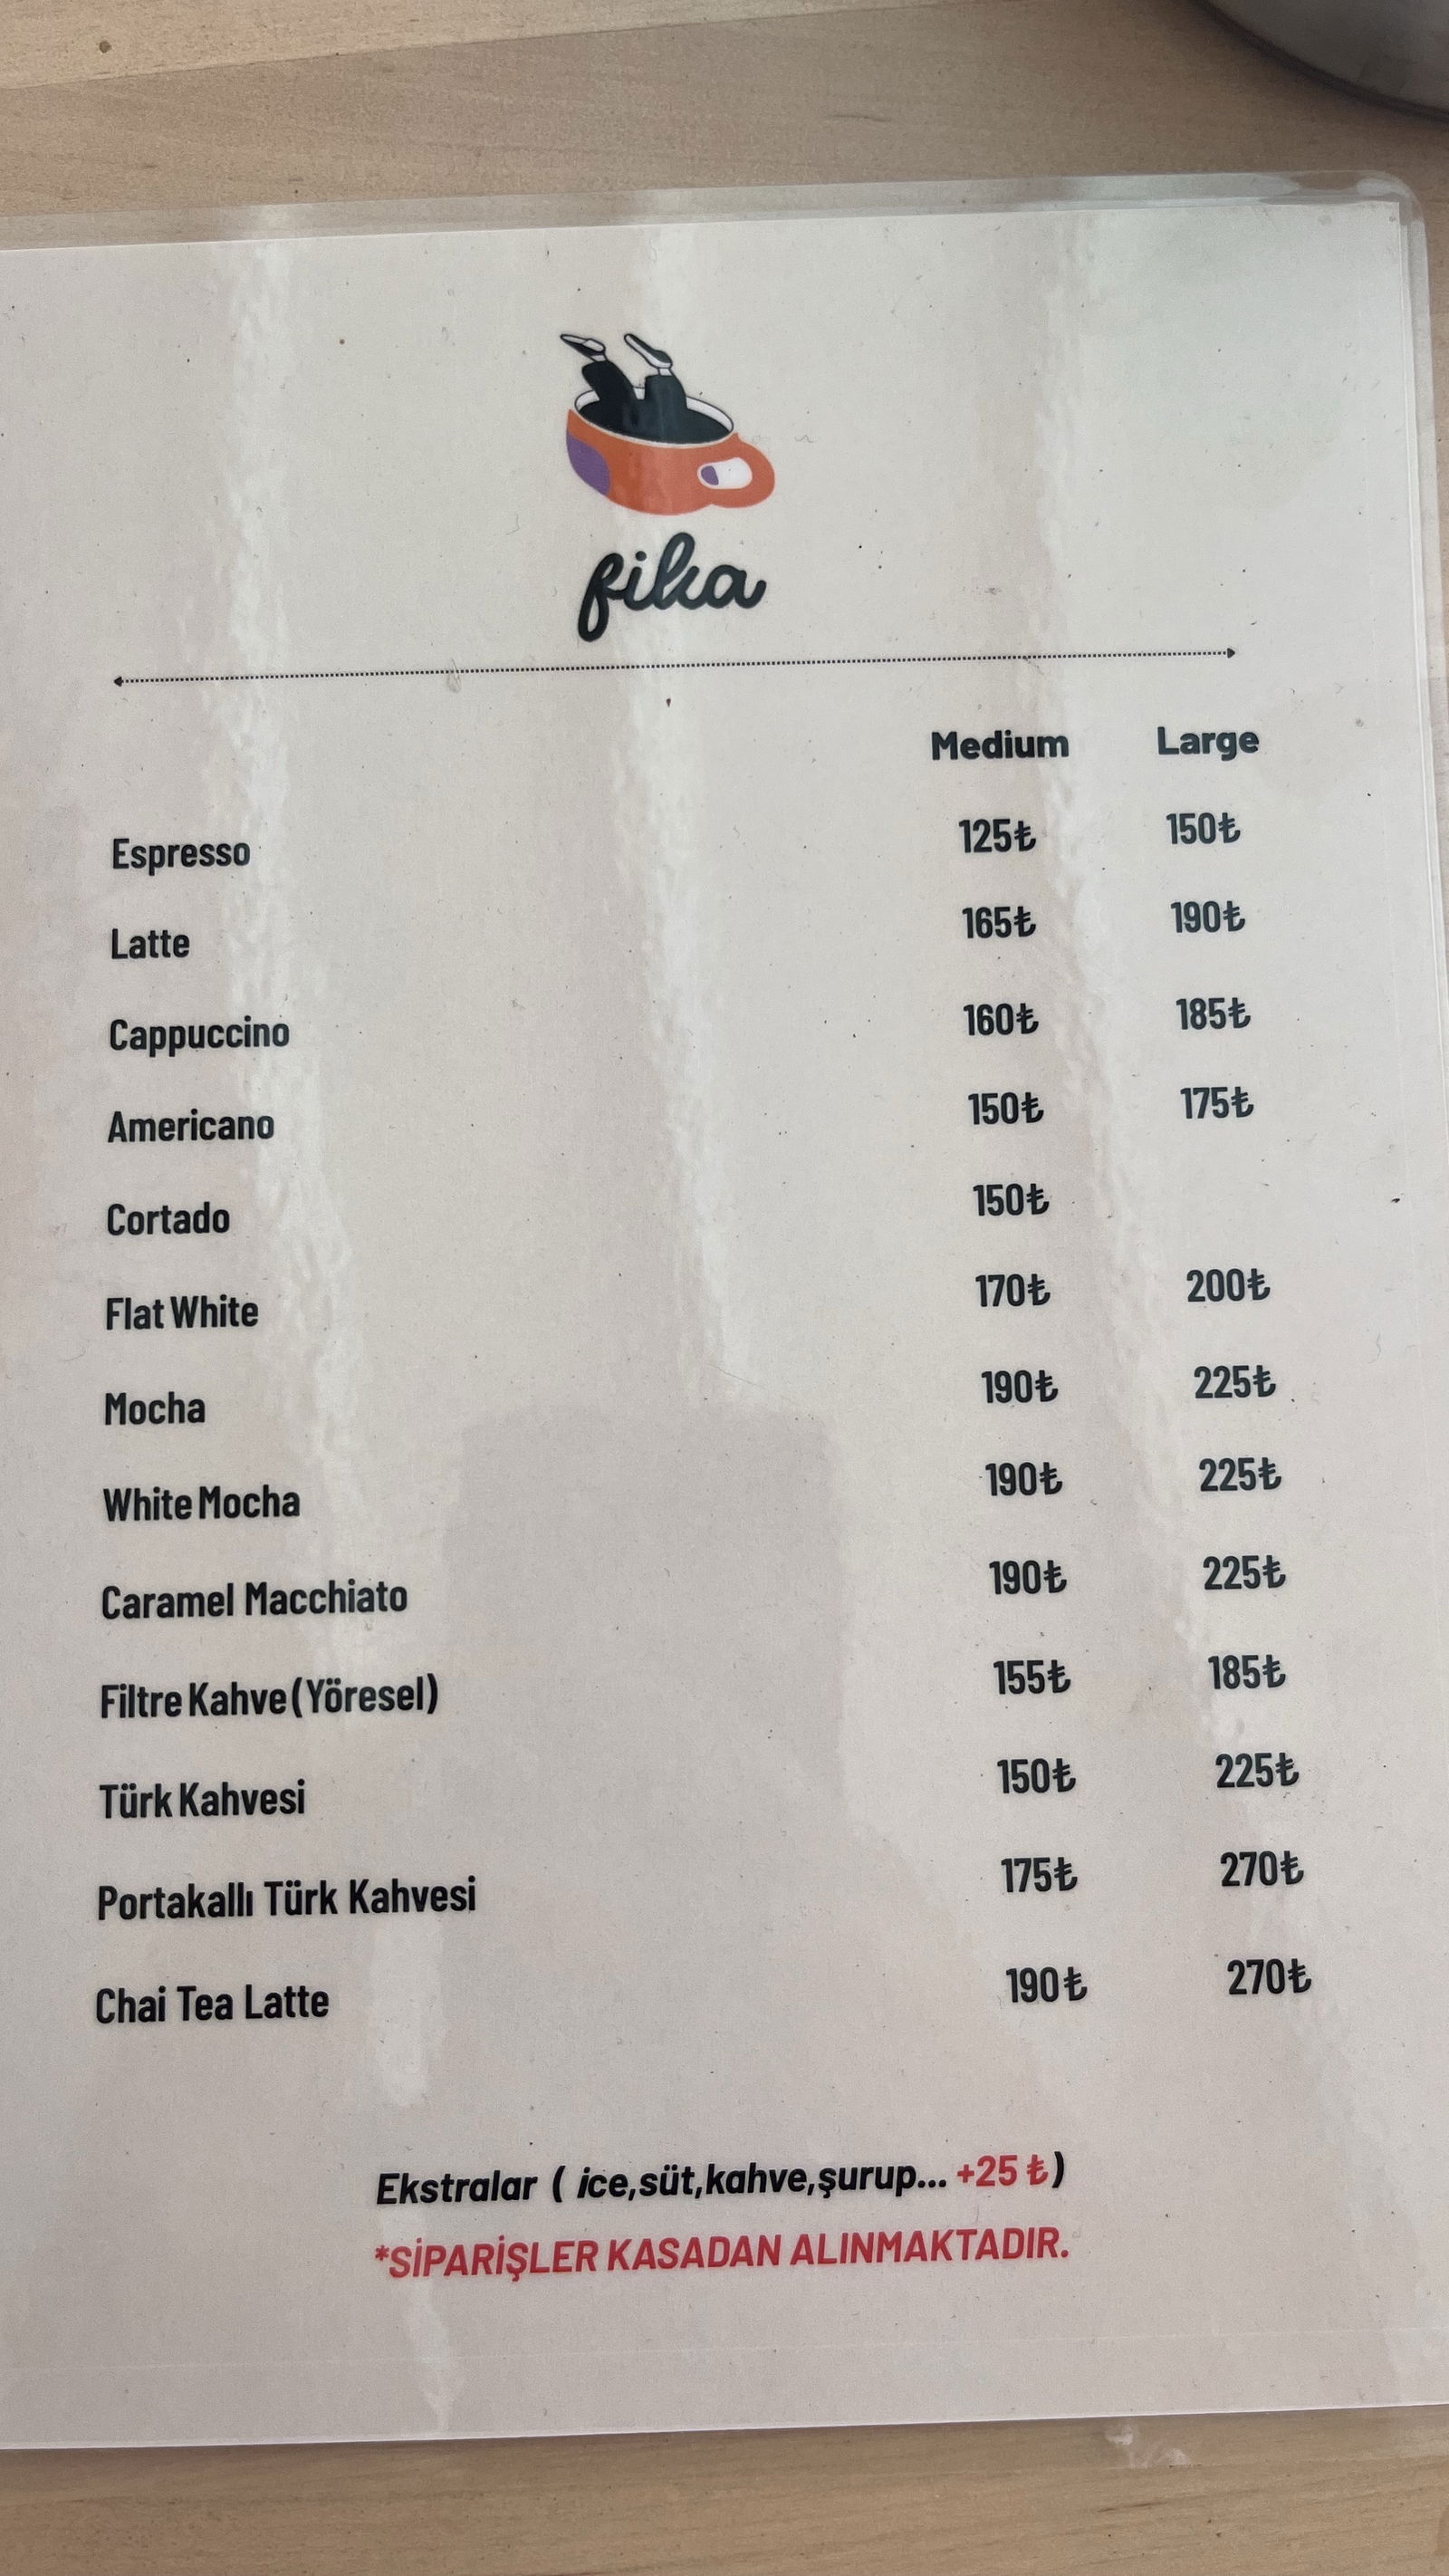 fika
Medium Large
Espresso 125₺ 150₺
Latte 165₺ 190₺
Cappuccino 160₺ 185₺
Americano 150₺ 175₺
Cortado 150₺
Flat White 170₺ 200₺
Mocha 190₺ 225₺
White Mocha 190₺ 225₺
Caramel Macchiato 190₺ 225₺
Filtre Kahve (Yöresel) 155₺ 185₺
Türk Kahvesi 150₺ 225₺
Portakallı Türk Kahvesi 175₺ 270₺
Chai Tea Latte 190₺ 270₺
Ekstralar ( ice,süt,kahve,şurup... +25 ₺)
*SİPARİŞLER KASADAN ALINMAKTADIR.